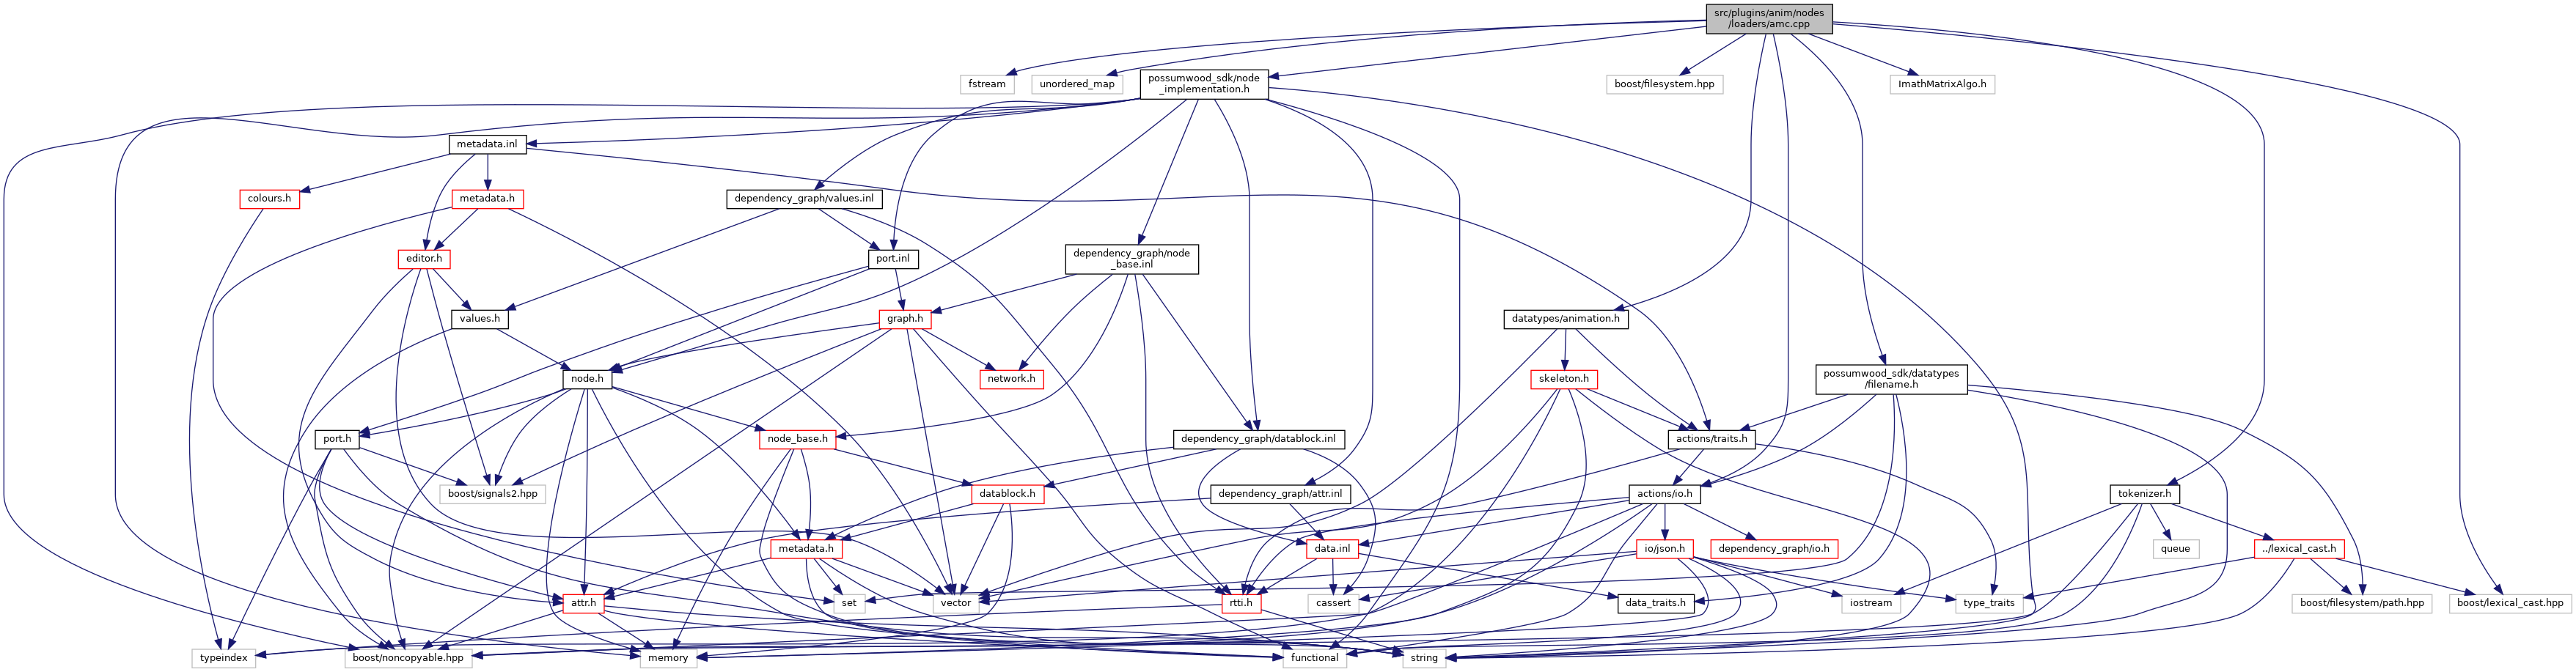 src/plugins/anim/nodes
/loaders/amc.cpp
fstream
unordered_map
possumwood_sdk/node
_implementation.h
boost/filesystem.hpp
ImathMatrixAlgo.h
metadata.inl
colours.h
metadata.h
dependency_graph/values.inl
editor.h
port.inl
dependency_graph/node
_base.inl
values.h
graph.h
datatypes/animation.h
node.h
network.h
skeleton.h
possumwood_sdk/datatypes
/filename.h
port.h
node_base.h
dependency_graph/datablock.inl
actions/traits.h
boost/signals2.hpp
datablock.h
dependency_graph/attr.inl
actions/io.h
tokenizer.h
metadata.h
data.inl
io/json.h
dependency_graph/io.h
queue
../lexical_cast.h
attr.h
set
vector
rtti.h
cassert
data_traits.h
iostream
type_traits
boost/filesystem/path.hpp
boost/lexical_cast.hpp
typeindex
boost/noncopyable.hpp
memory
functional
string